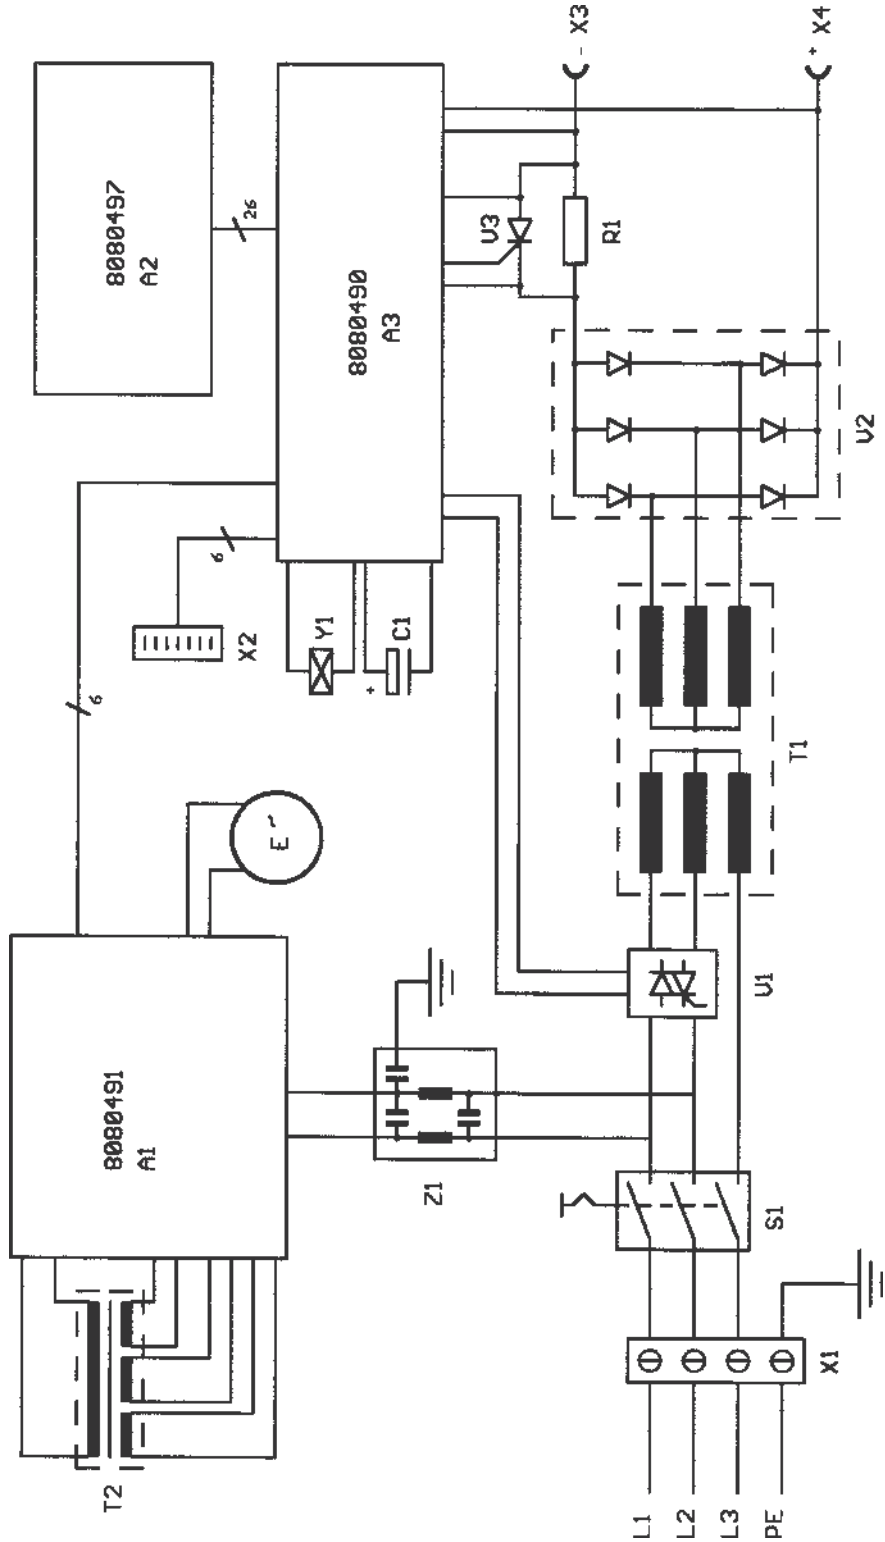 - X3
+ X4
8080497
A2
26
8080490
A3
V3
R1
V2
6
X2
Y1
+
C1
6
T1
E ~
V1
8080491
A1
Z1
S1
X1
T2
L1
L2
L3
PE